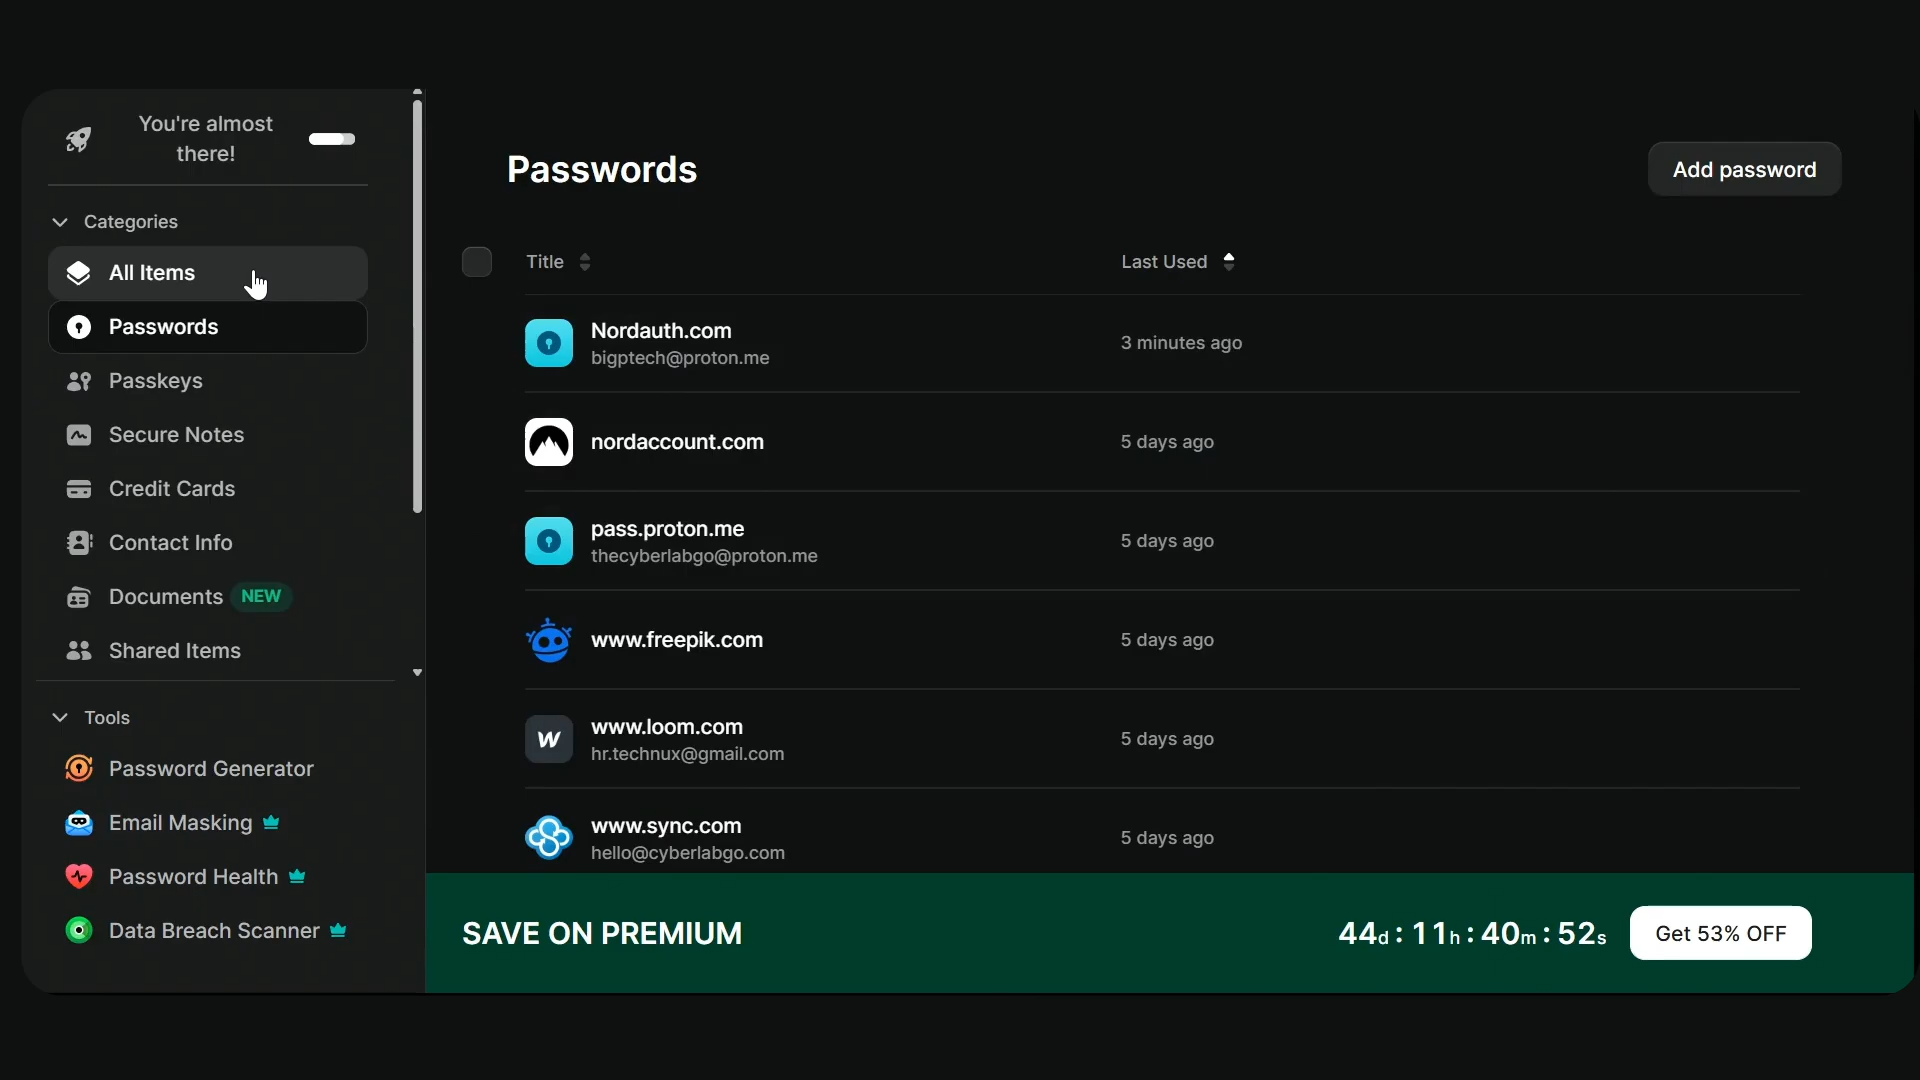 You're almost
there!
Categories
All Items
Passwords
Passkeys
Secure Notes
Credit Cards
Contact Info
Documents NEW
Shared Items
Tools
Password Generator
Email Masking
Password Health
Data Breach Scanner
Passwords
Add password
Title
Last Used
Nordauth.com
bigptech@proton.me
3 minutes ago
nordaccount.com
5 days ago
pass.proton.me
thecyberlabgo@proton.me
5 days ago
www.freepik.com
5 days ago
W
www.loom.com
hr.technux@gmail.com
5 days ago
www.sync.com
hello@cyberlabgo.com
5 days ago
SAVE ON PREMIUM
44d : 11h : 40m : 52s
Get 53% OFF